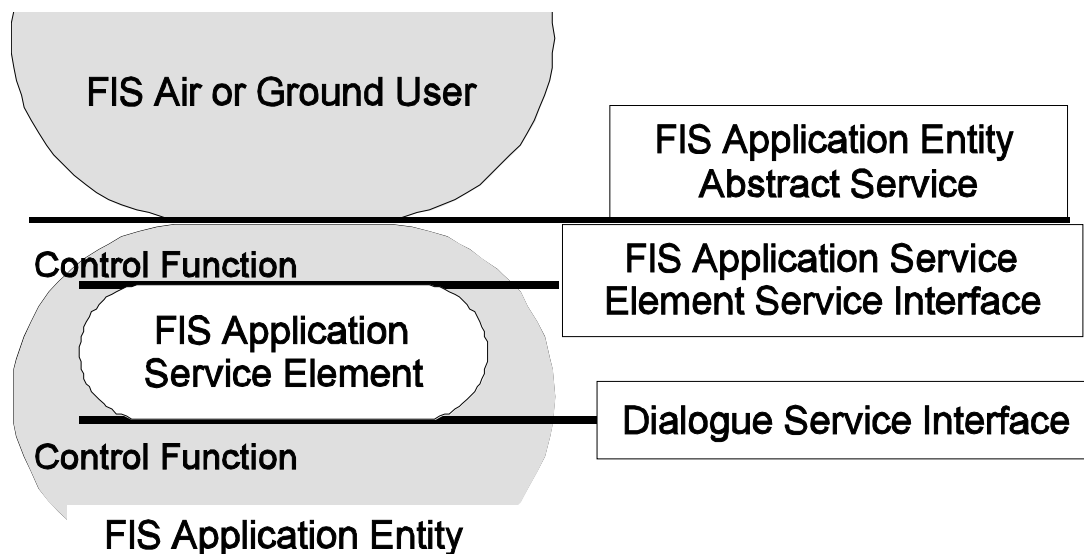 FIS Air or Ground User
FIS Application Entity
Abstract Service
Control Function
FIS Application Service
Element Service Interface
FIS Application
Service Element
Dialogue Service Interface
Control Function
FIS Application Entity